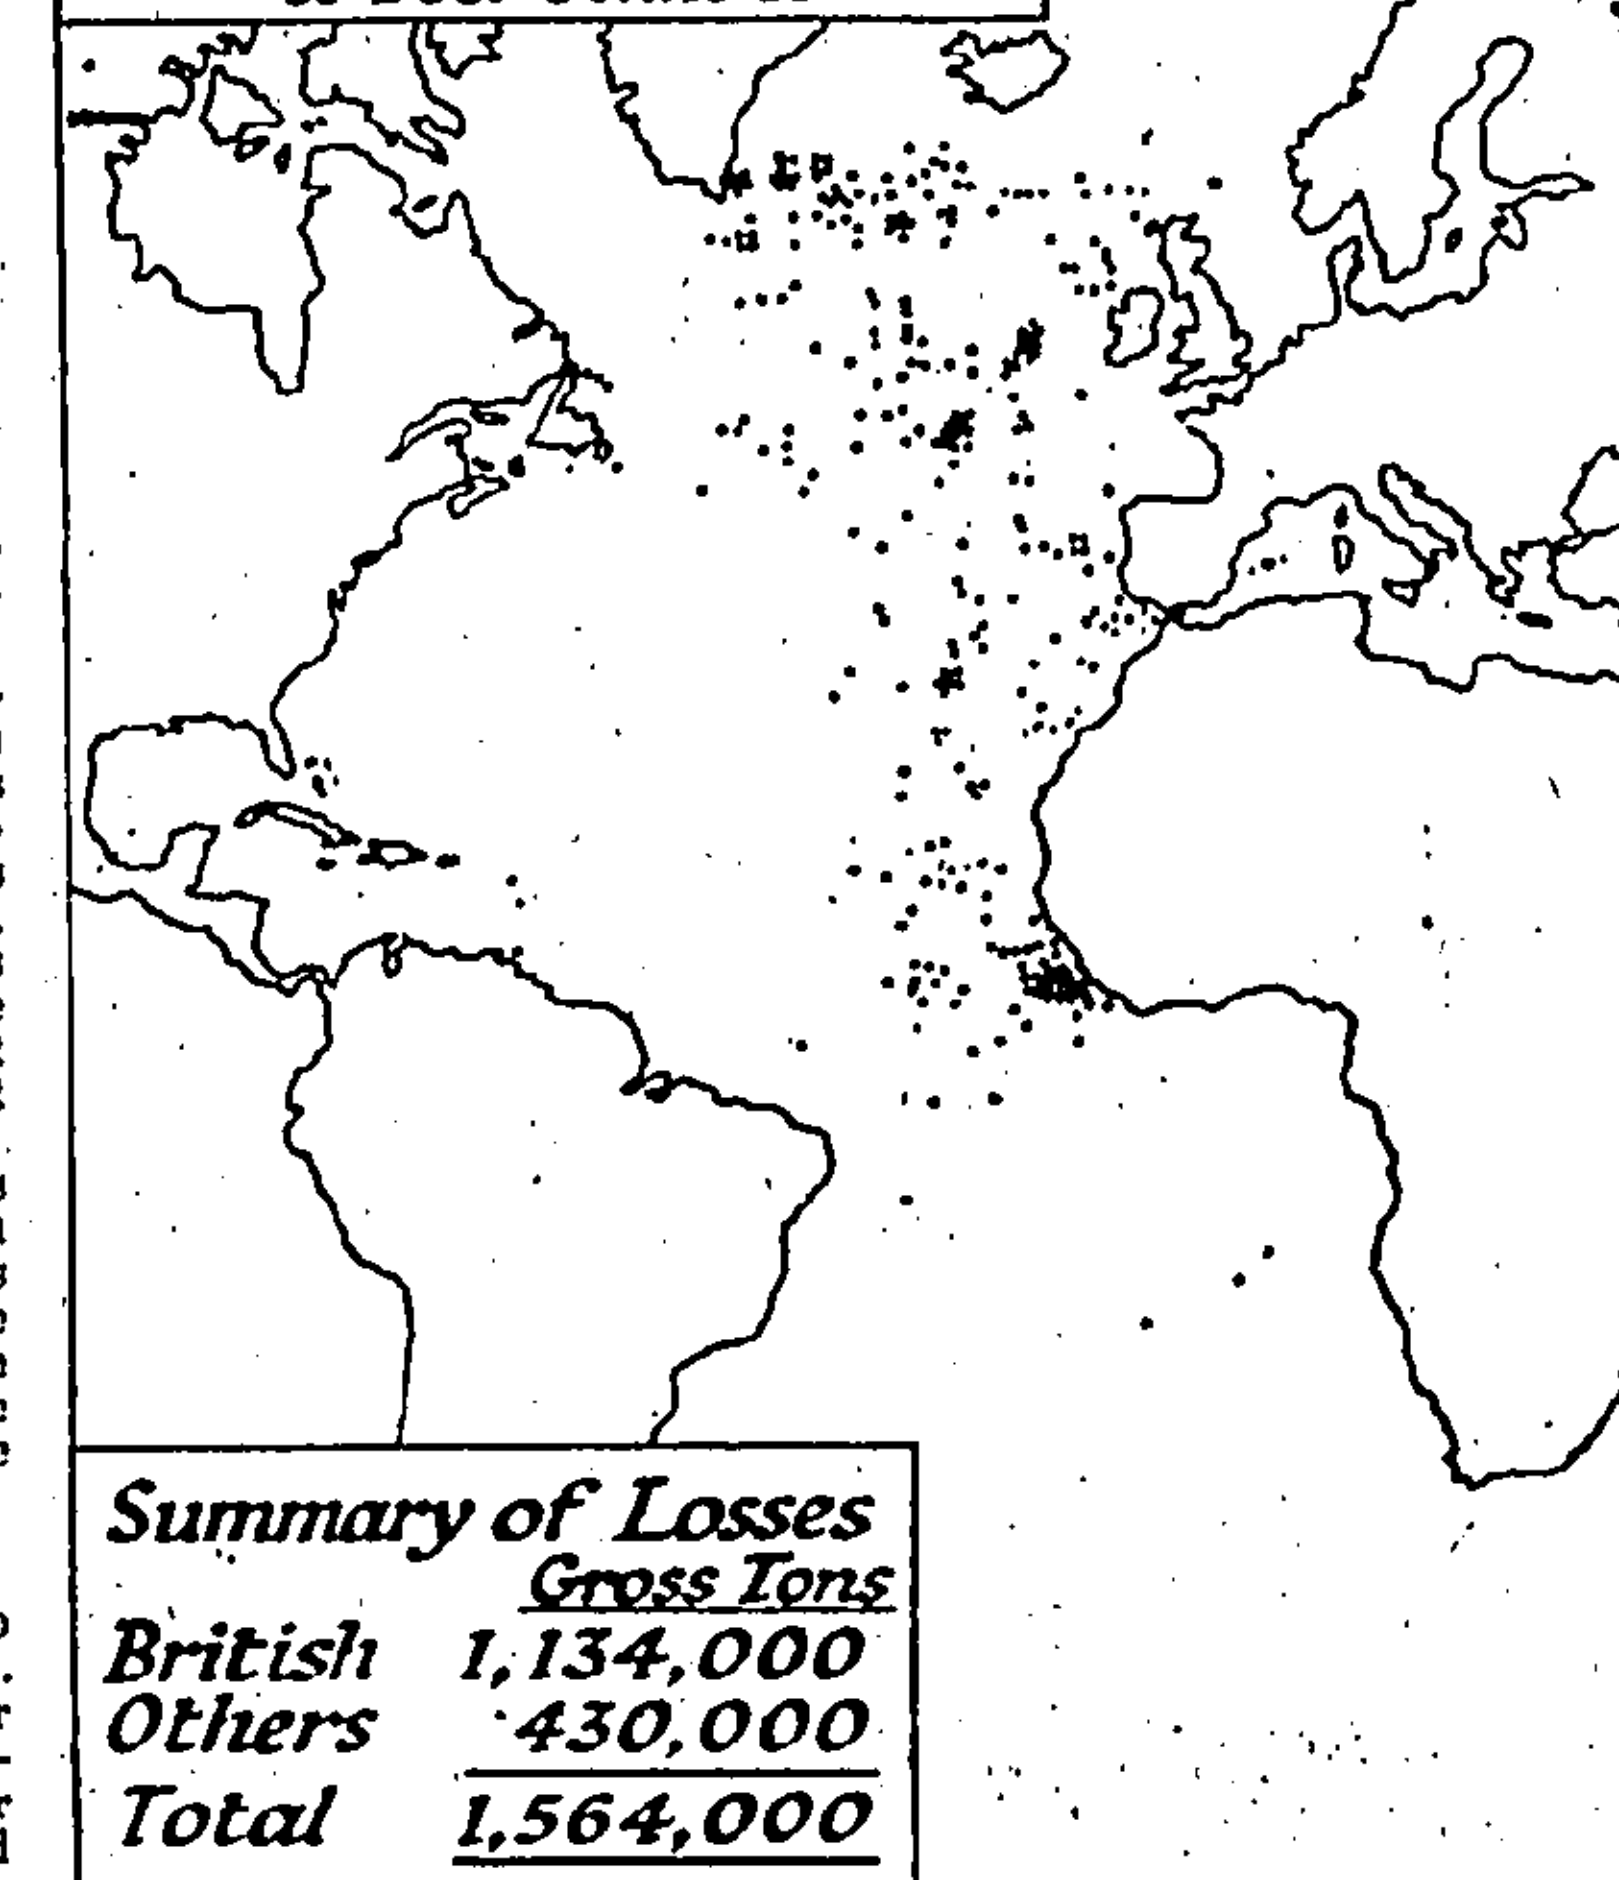 Summary of Losses
Gross Tons
British 1,134,000
Others 430,000
Total 1,564,000